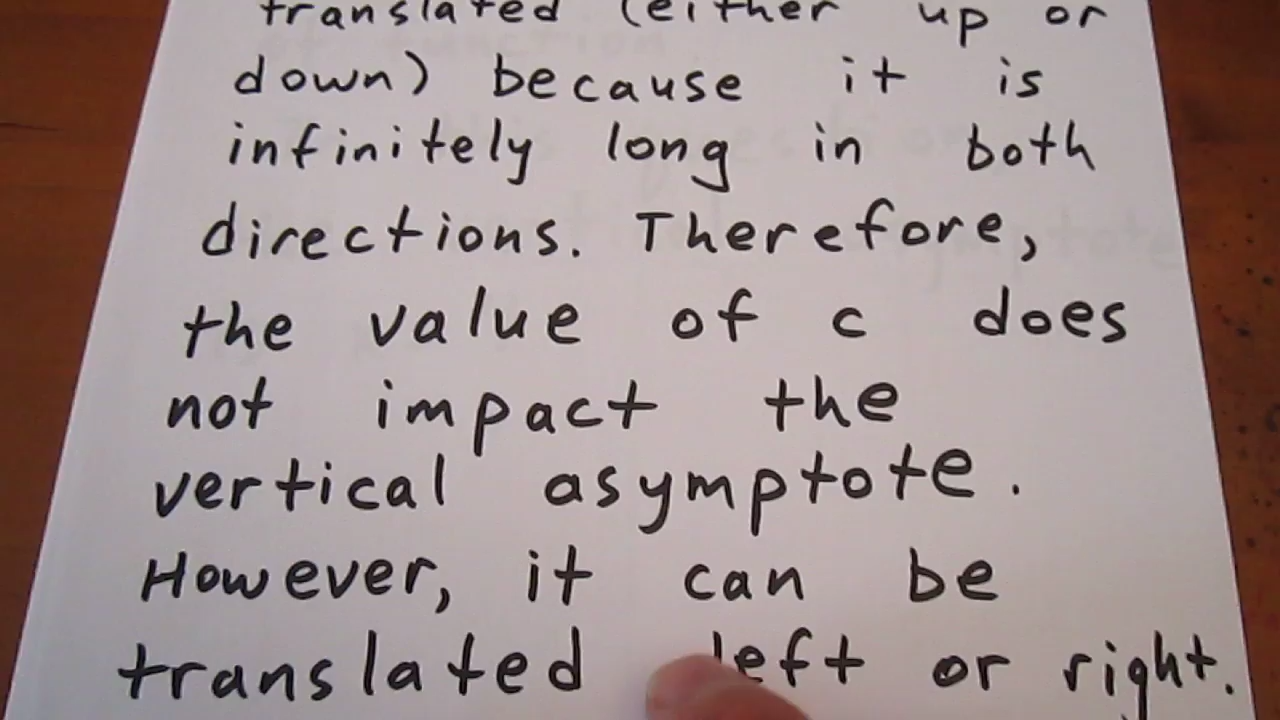 translated (either up or
down) because it is
infinitely long in both
directions. Therefore,
the value of c does
not impact the
vertical asymptote.
However, it can be
translated left or right.